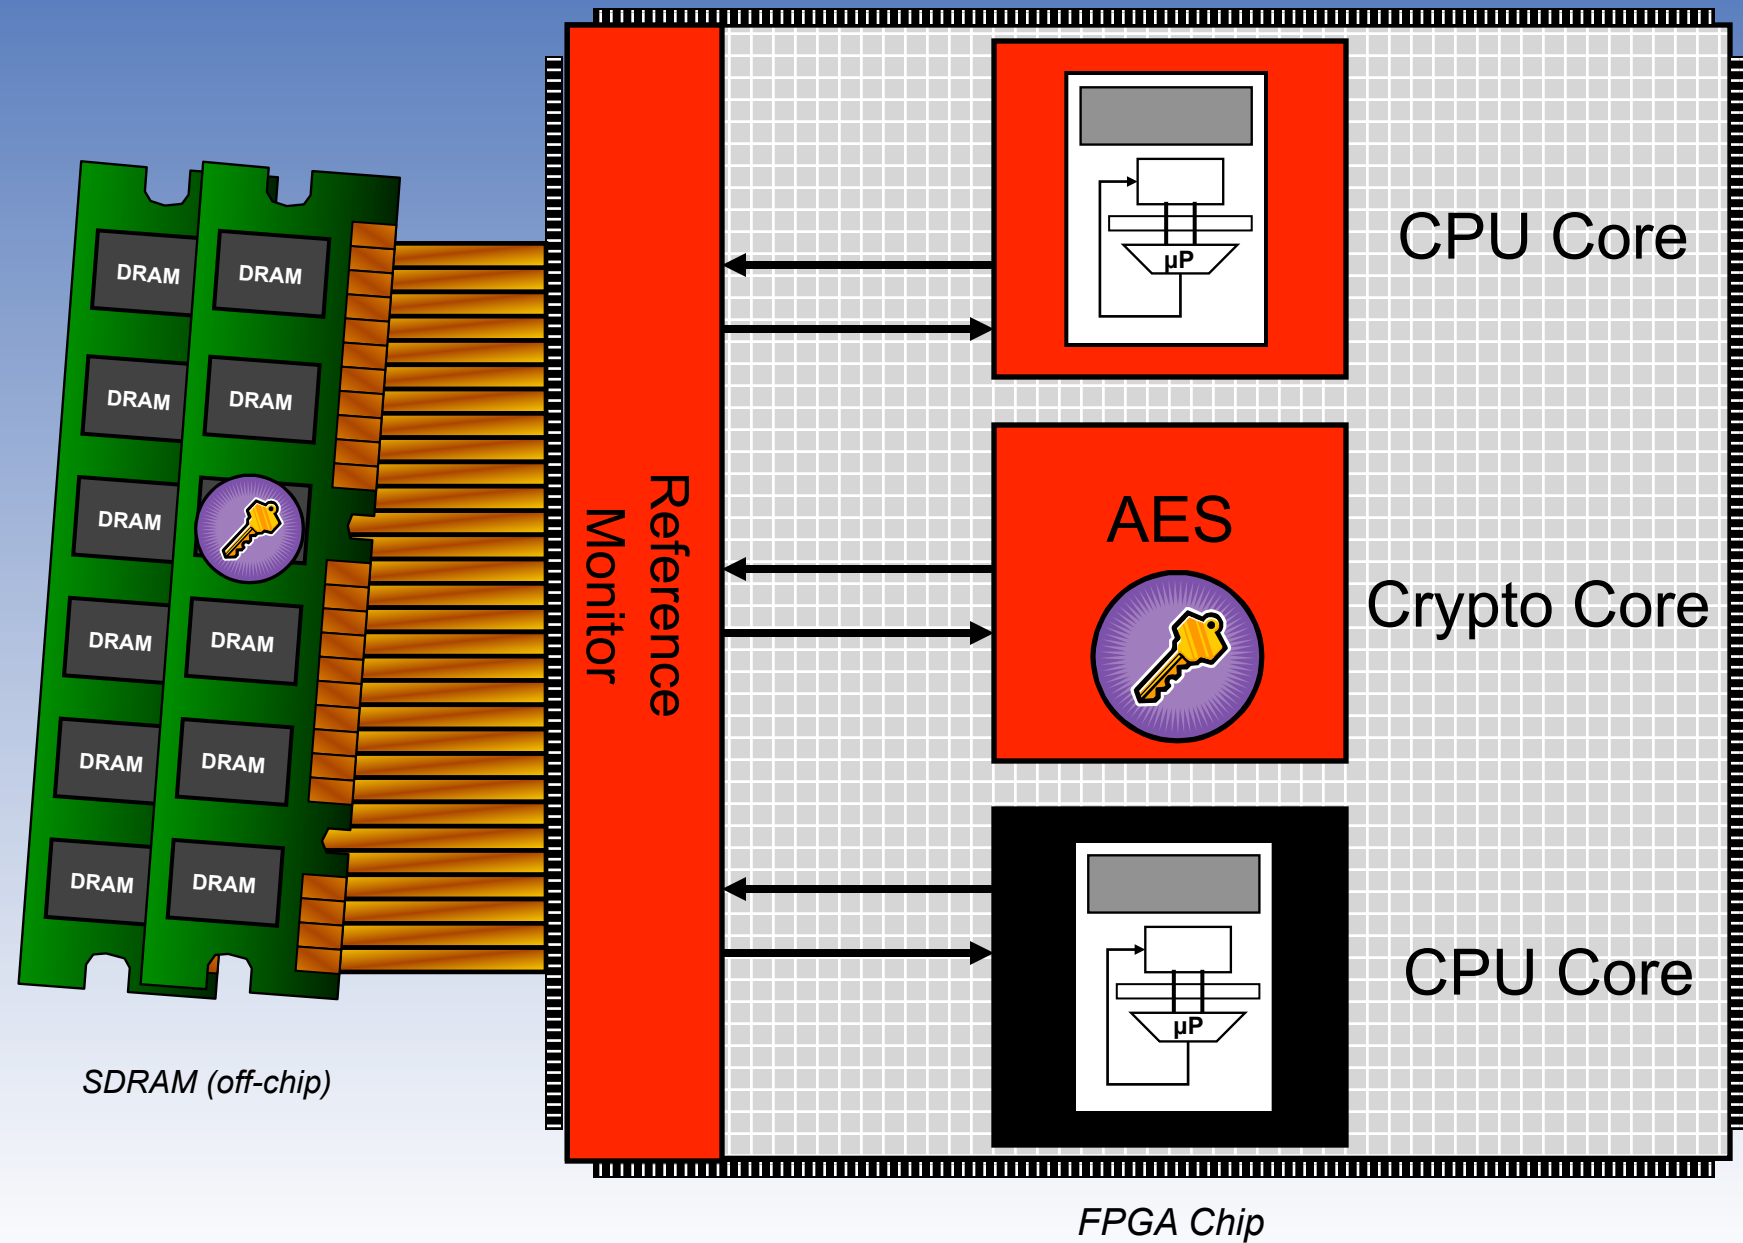 DRAM
DRAM
DRAM
DRAM
DRAM
DRAM
DRAM
DRAM
DRAM
DRAM
DRAM
SDRAM (off-chip)
Reference
Monitor
µP
CPU Core
AES
Crypto Core
µP
CPU Core
FPGA Chip